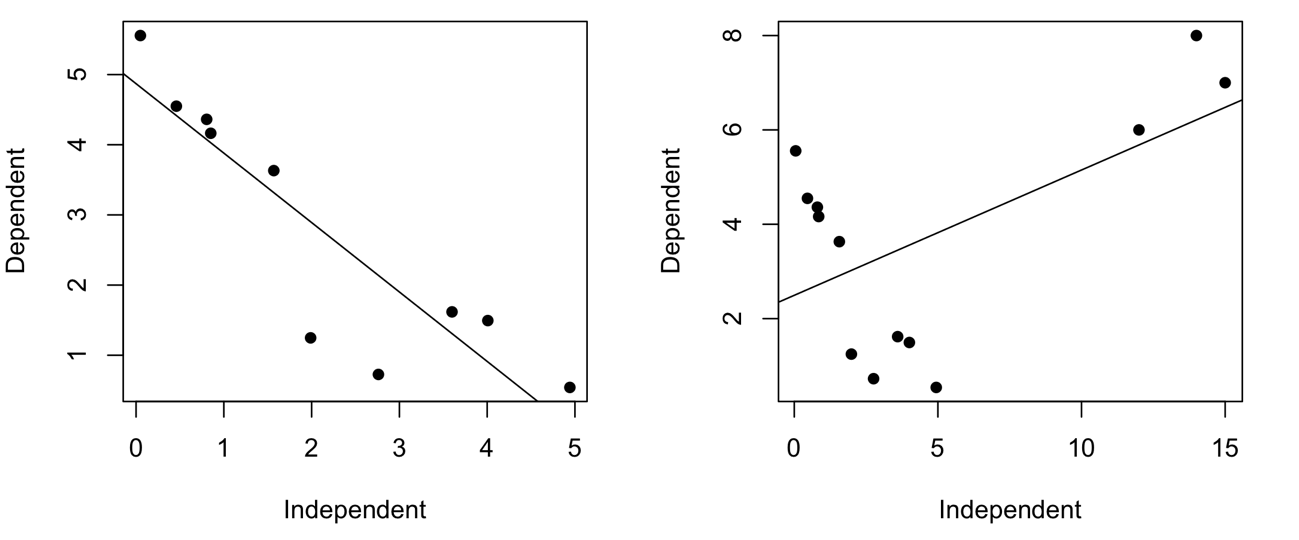 5
4
3
2
1
Dependent
0 1 2 3 4 5
Independent
8
6
4
2
Dependent
0 5 10 15
Independent